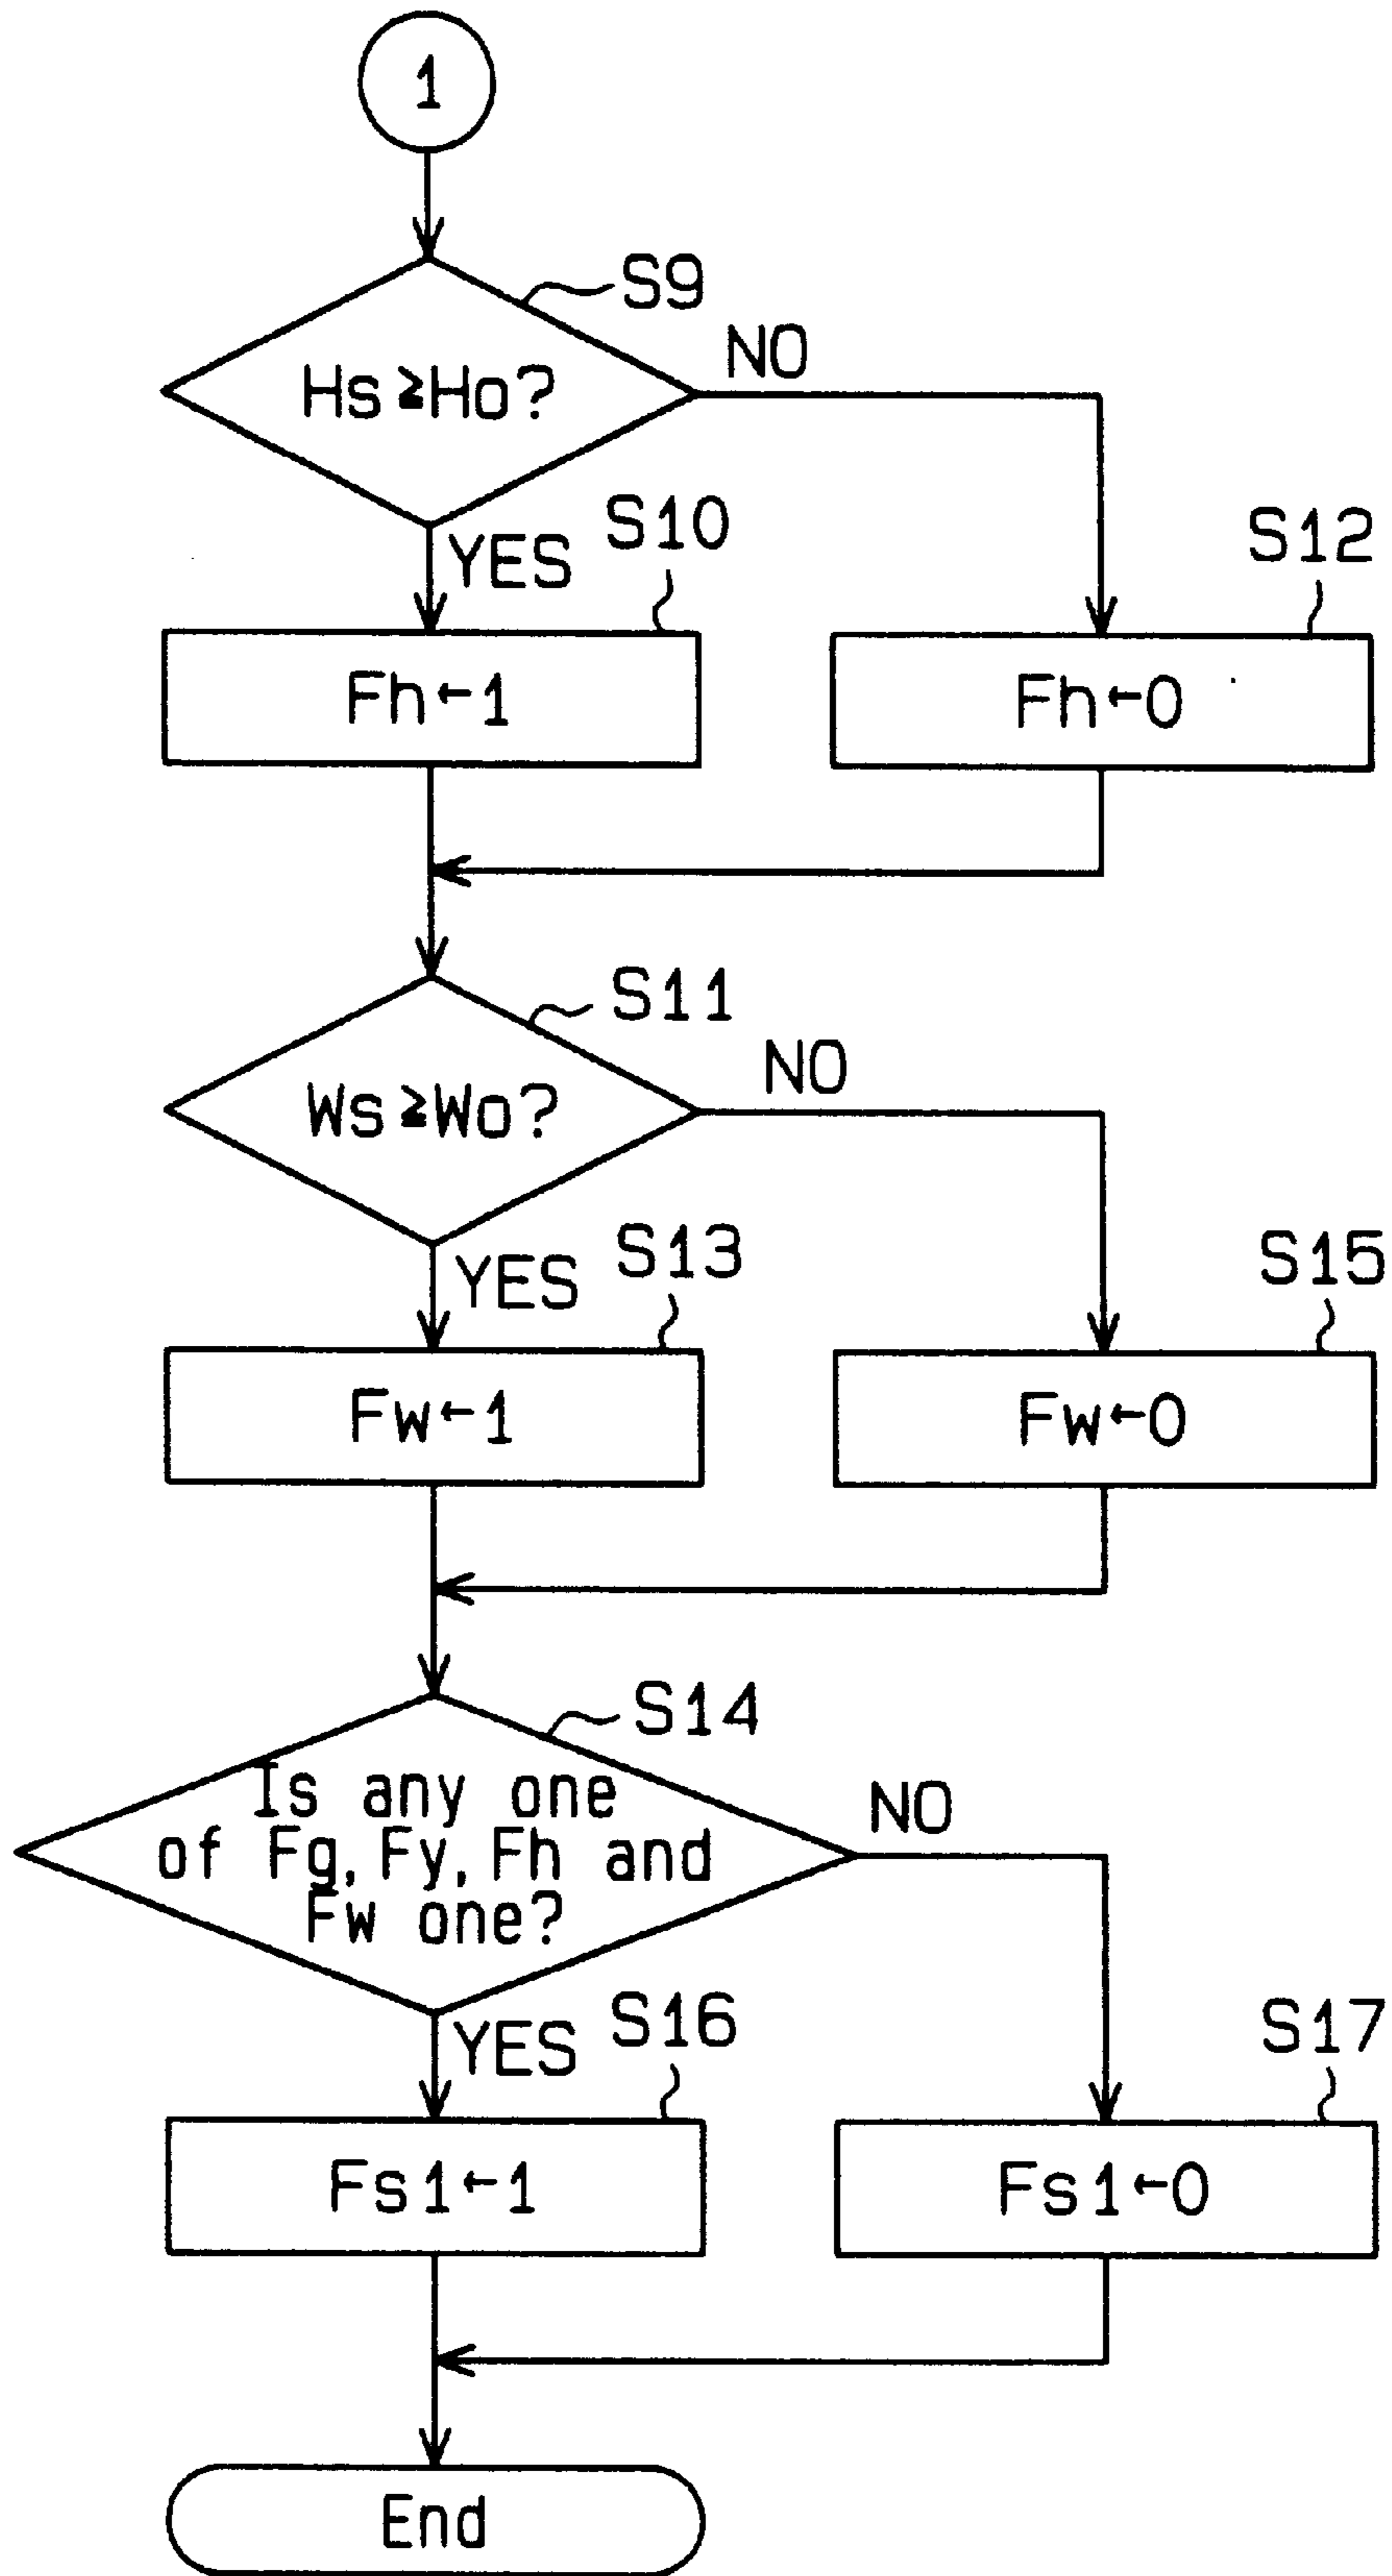 1
S9
Hs≧Ho?
NO
YES
S10
S12
Fh←1
Fh←0
S11
Ws≧Wo?
NO
YES
S13
S15
Fw←1
Fw←0
S14
Is any one
of Fg, Fy, Fh and
Fw one?
NO
YES
S16
S17
Fs1←1
Fs1←0
End